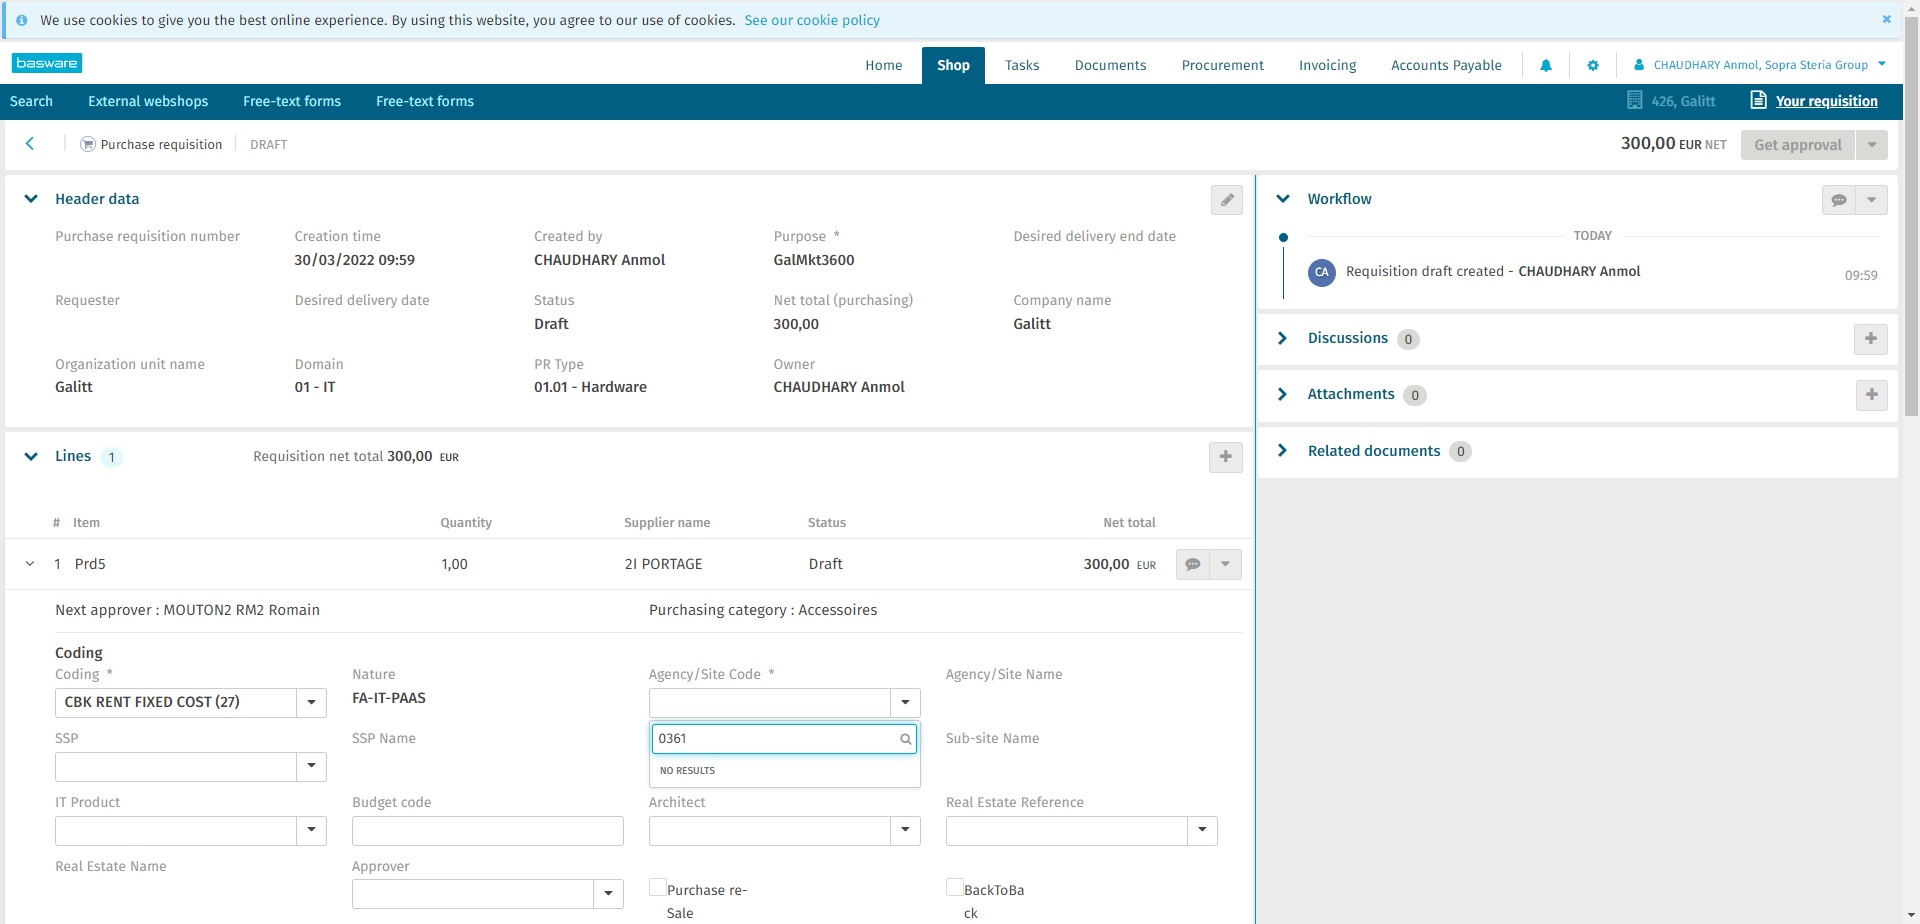 We use cookies to give you the best online experience. By using this website, you agree to our use of cookies. See our cookie policy
basware
Home Shop Tasks Documents Procurement Invoicing Accounts Payable CHAUDHARY Anmol, Sopra Steria Group
Search External webshops Free-text forms Free-text forms 426, Galitt Your requisition
Purchase requisition DRAFT 300,00 EUR NET Get approval
Header data
Purchase requisition number Creation time Created by Purpose * Desired delivery end date
30/03/2022 09:59 CHAUDHARY Anmol GalMkt3600
Requester Desired delivery date Status Net total (purchasing) Company name
Draft 300,00 Galitt
Organization unit name Domain PR Type Owner
Galitt 01 - IT 01.01 - Hardware CHAUDHARY Anmol
Workflow
TODAY
CA Requisition draft created - CHAUDHARY Anmol 09:59
Discussions 0
Attachments 0
Related documents 0
Lines 1 Requisition net total 300,00 EUR
# Item Quantity Supplier name Status Net total
1 Prd5 1,00 2I PORTAGE Draft 300,00 EUR
Next approver : MOUTON2 RM2 Romain Purchasing category : Accessoires
Coding
Coding * Nature Agency/Site Code * Agency/Site Name
CBK RENT FIXED COST (27) FA-IT-PAAS
SSP SSP Name 0361 Sub-site Name
NO RESULTS
IT Product Budget code Architect Real Estate Reference
Real Estate Name Approver
Purchase re-
Sale
BackToBa
ck